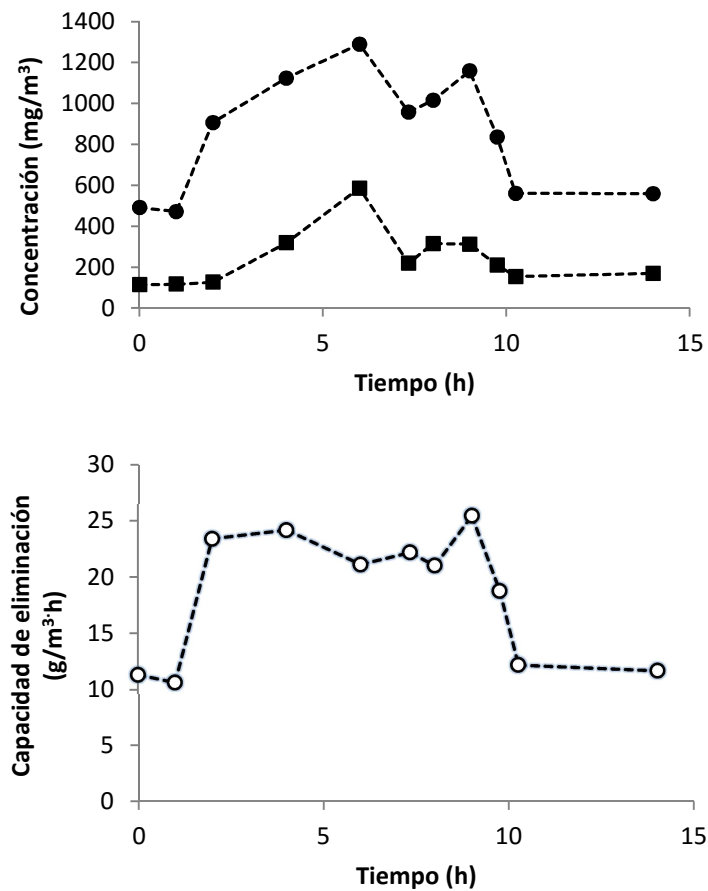 1400
1200
1000
800
600
400
200
0
Concentración (mg/m³)
0 5 10 15
Tiempo (h)
30
25
20
15
10
5
0
Capacidad de eliminación
(g/m³·h)
0 5 10 15
Tiempo (h)